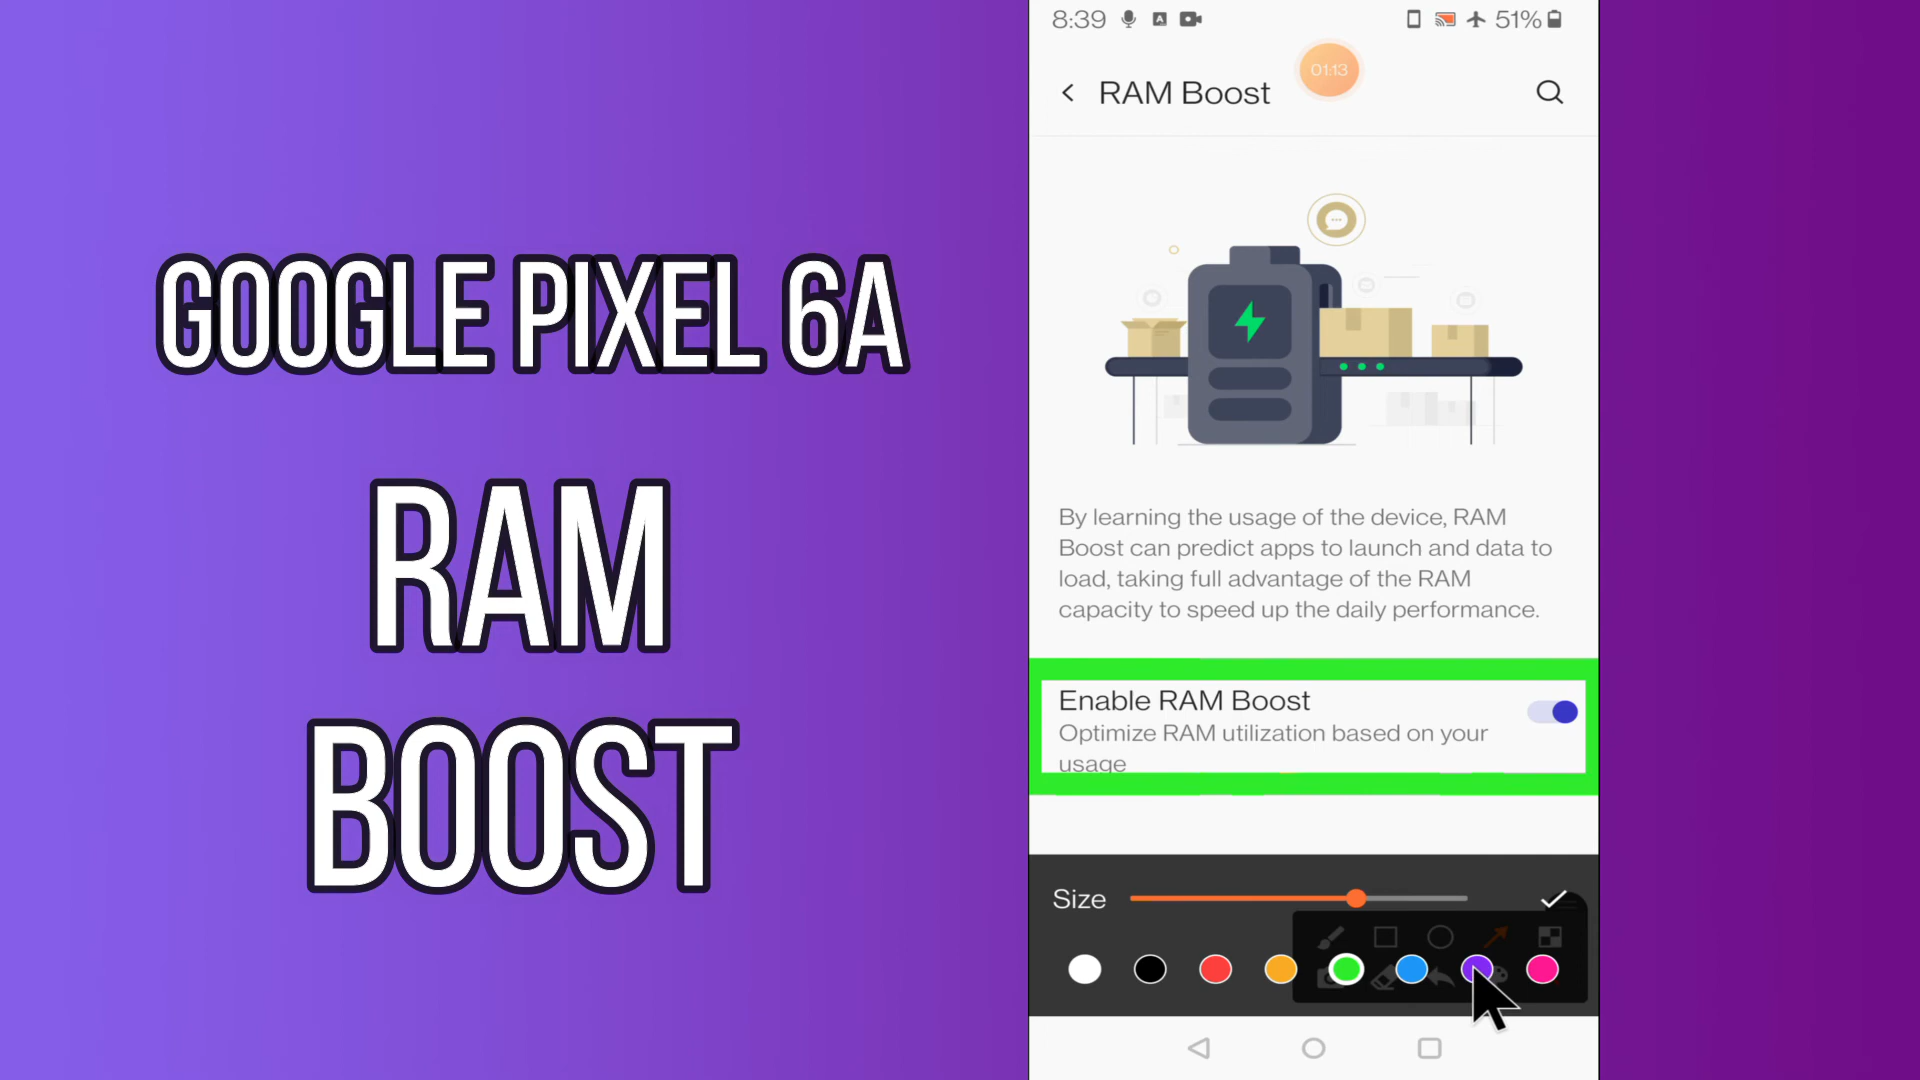 GOOGLE PIXEL 6A
RAM
BOOST
8:39
51%
01:13
RAM Boost
By learning the usage of the device, RAM
Boost can predict apps to launch and data to
load, taking full advantage of the RAM
capacity to speed up the daily performance.
Enable RAM Boost
Optimize RAM utilization based on your
usage
Size